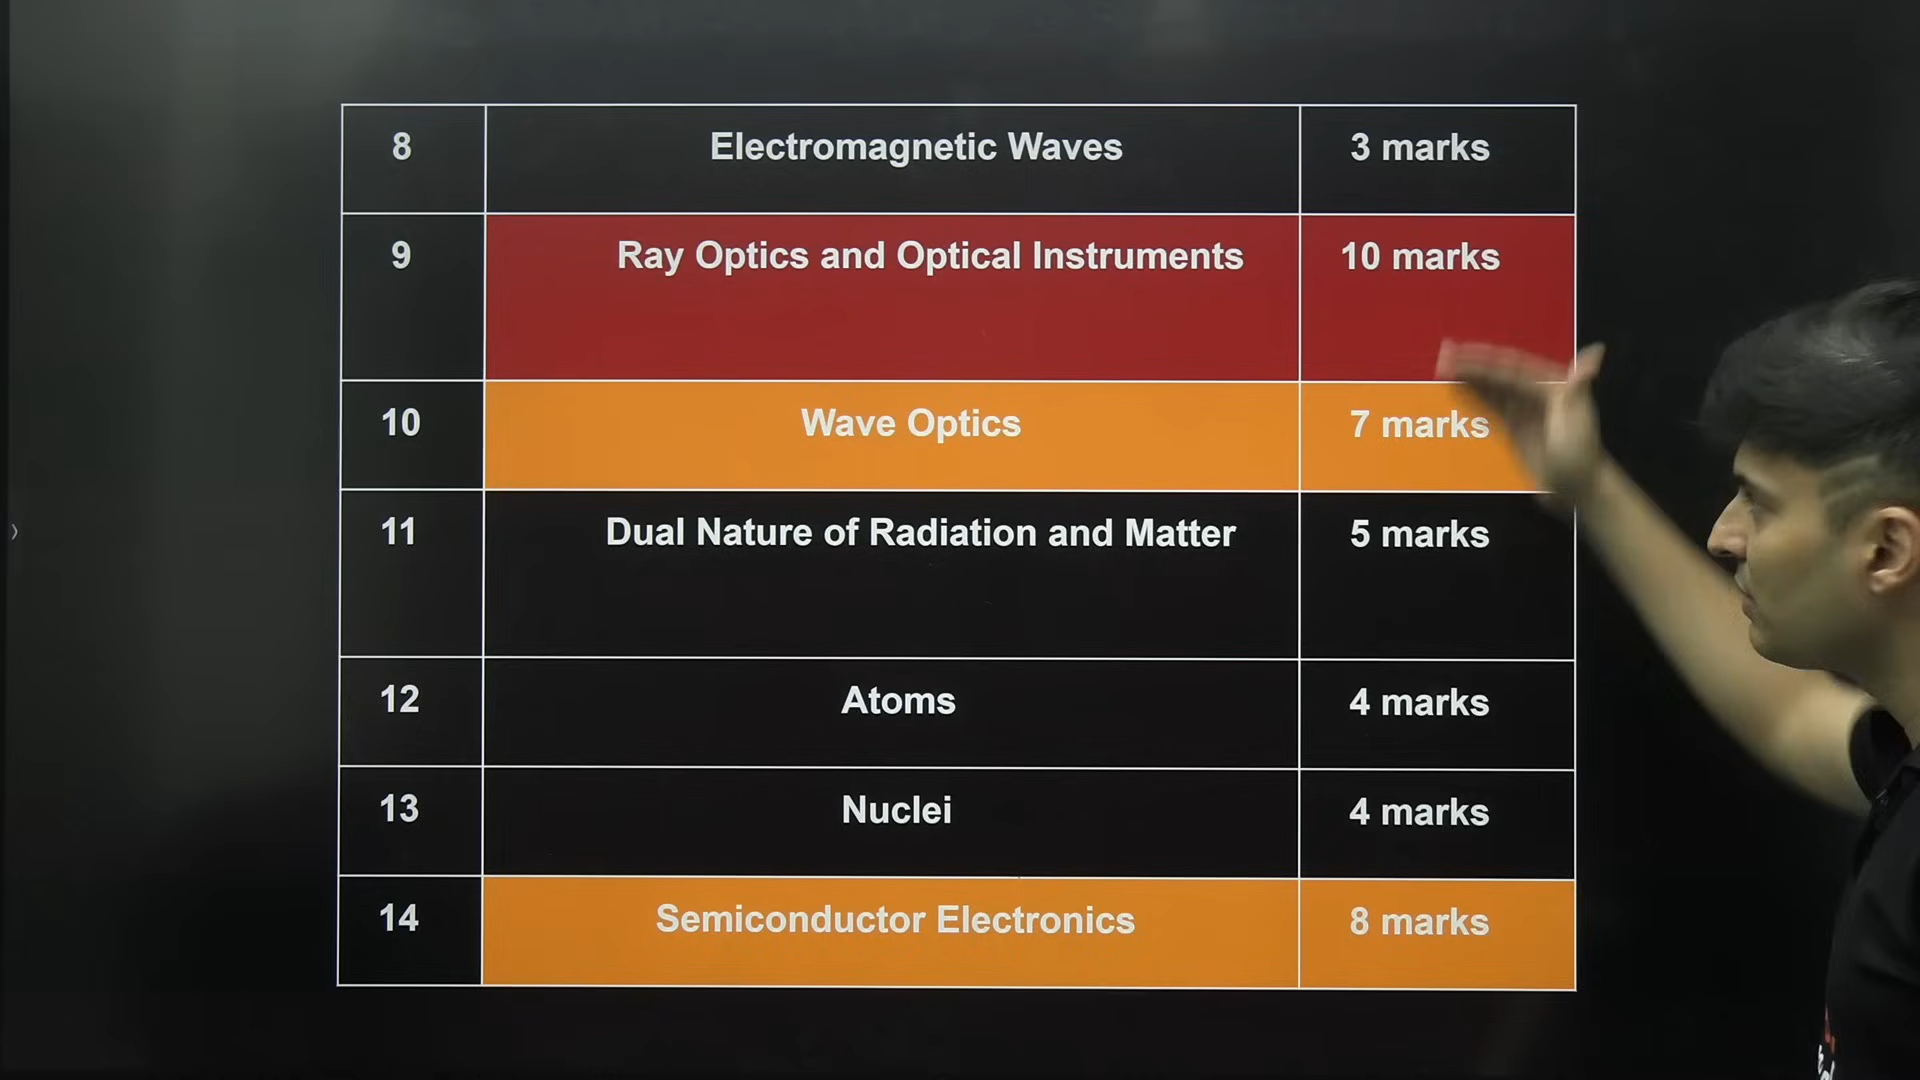 8 Electromagnetic Waves 3 marks
9 Ray Optics and Optical Instruments 10 marks
10 Wave Optics 7 marks
11 Dual Nature of Radiation and Matter 5 marks
12 Atoms 4 marks
13 Nuclei 4 marks
14 Semiconductor Electronics 8 marks